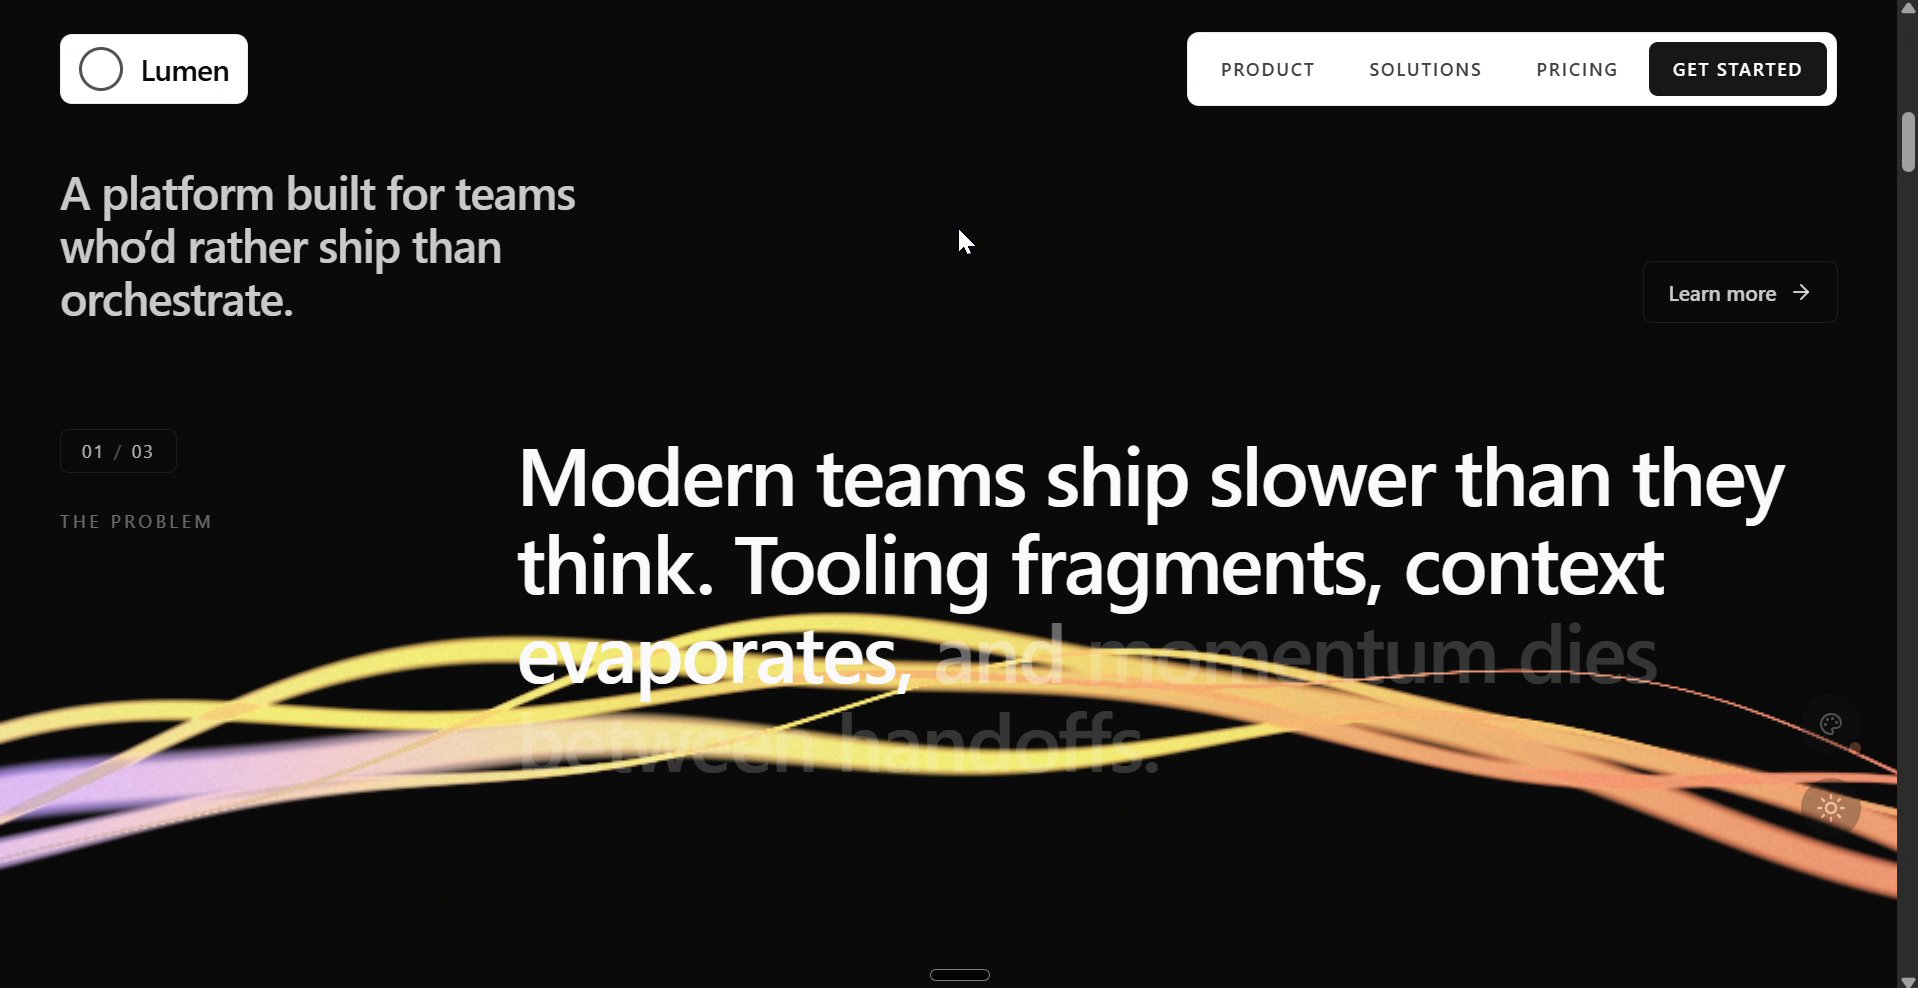 Lumen
PRODUCT
SOLUTIONS
PRICING
GET STARTED
A platform built for teams
who’d rather ship than
orchestrate.
Learn more
01 / 03
THE PROBLEM
Modern teams ship slower than they
think. Tooling fragments, context
evaporates, and momentum dies
between handoffs.